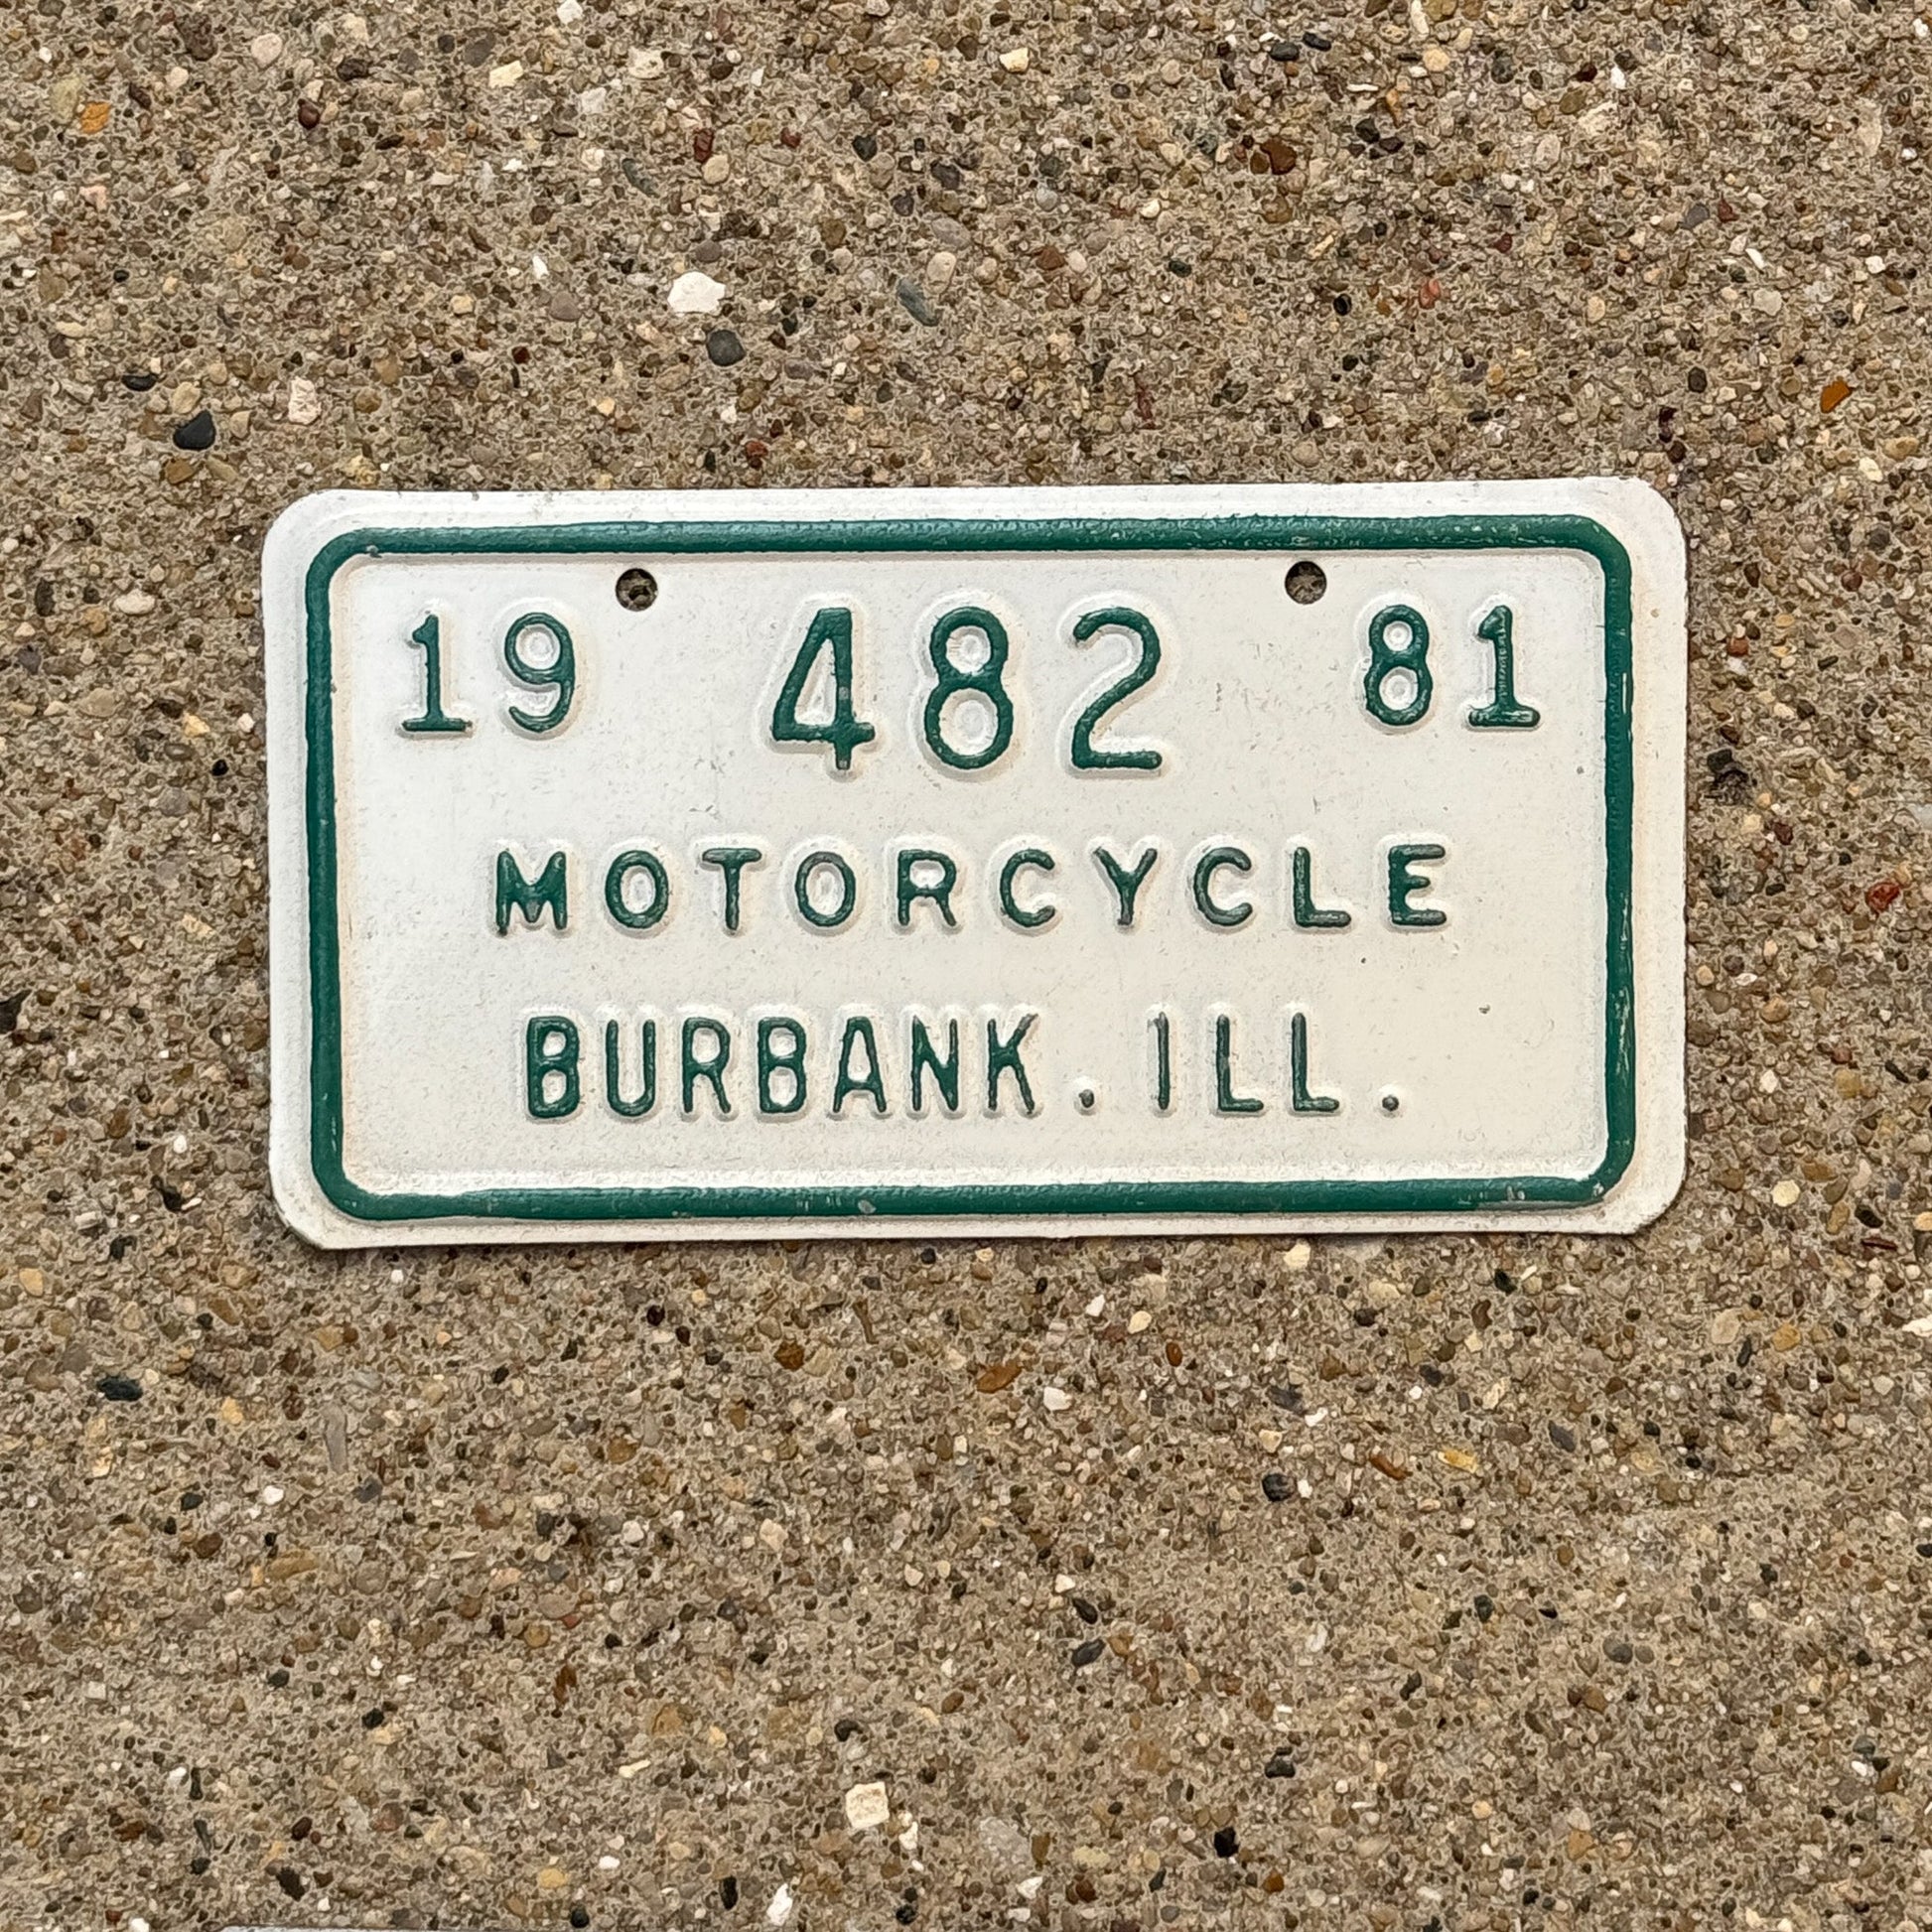 19 482 81
MOTORCYCLE
BURBANK. ILL.